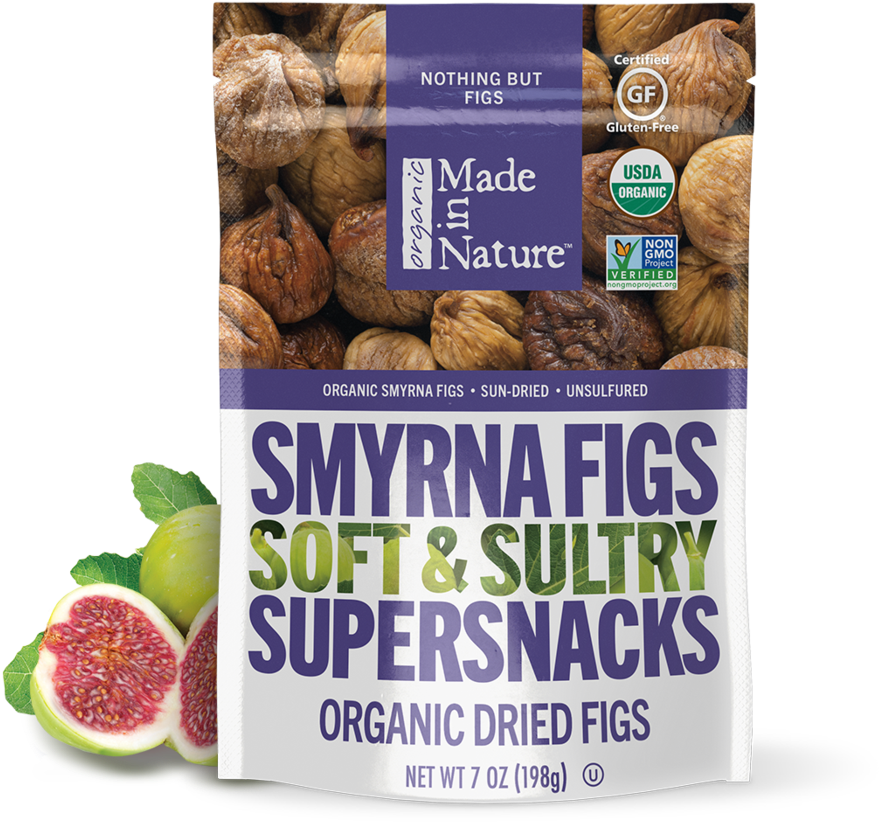 NOTHING BUT
FIGS
Certified
GF
Gluten-Free
organic
Made
in
Nature™
USDA
ORGANIC
NON
GMO
Project
VERIFIED
nongmoproject.org
ORGANIC SMYRNA FIGS • SUN-DRIED • UNSULFURED
SMYRNA FIGS
SOFT & SULTRY
SUPERSNACKS
ORGANIC DRIED FIGS
NET WT 7 OZ (198g) Ⓤ